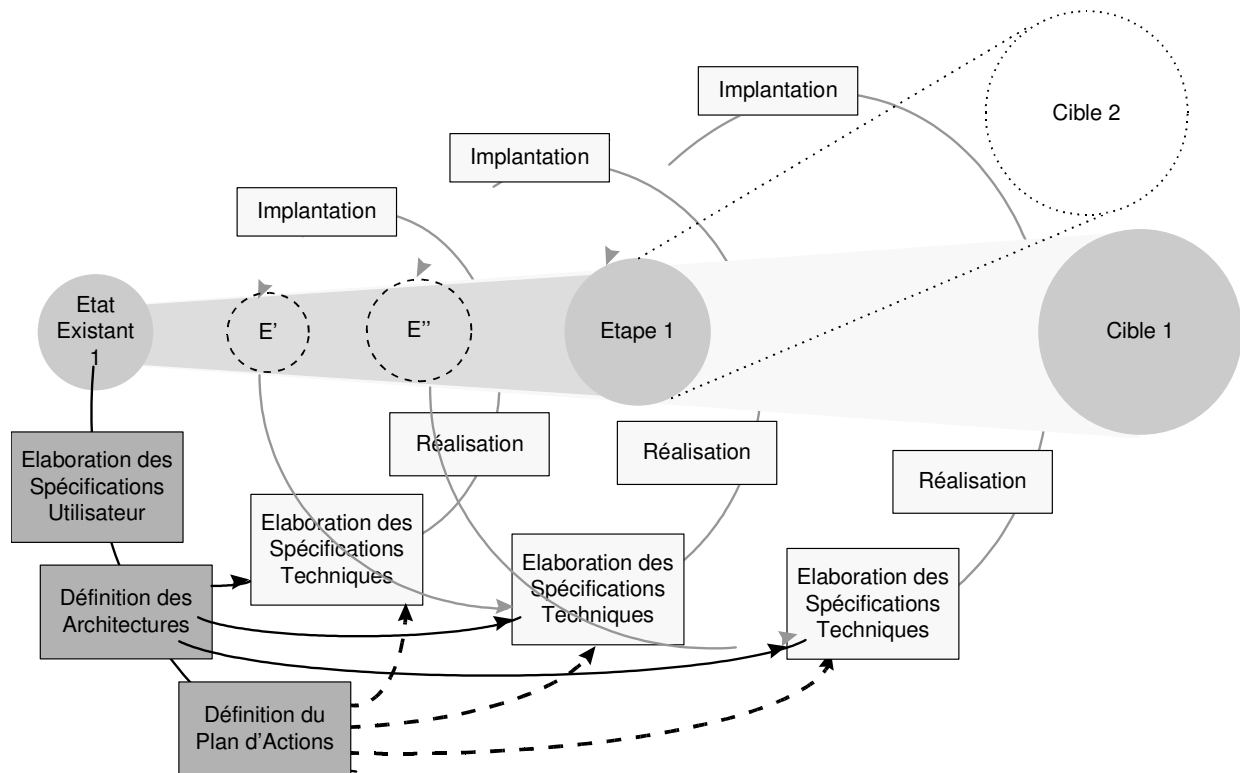 Implantation
Cible 2
Implantation
Implantation
Etat
Existant
1
E'
E''
Etape 1
Cible 1
Réalisation
Réalisation
Réalisation
Elaboration des
Spécifications
Utilisateur
Elaboration des
Spécifications
Techniques
Elaboration des
Spécifications
Techniques
Elaboration des
Spécifications
Techniques
Définition des
Architectures
Définition du
Plan d'Actions